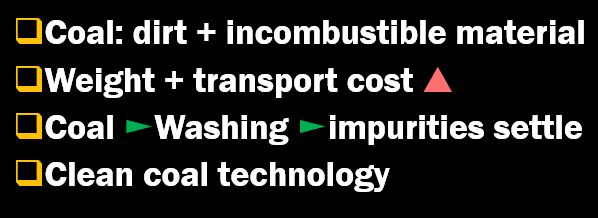 ❑Coal: dirt + incombustible material
❑Weight + transport cost ▲
❑Coal ►Washing ►impurities settle
❑Clean coal technology